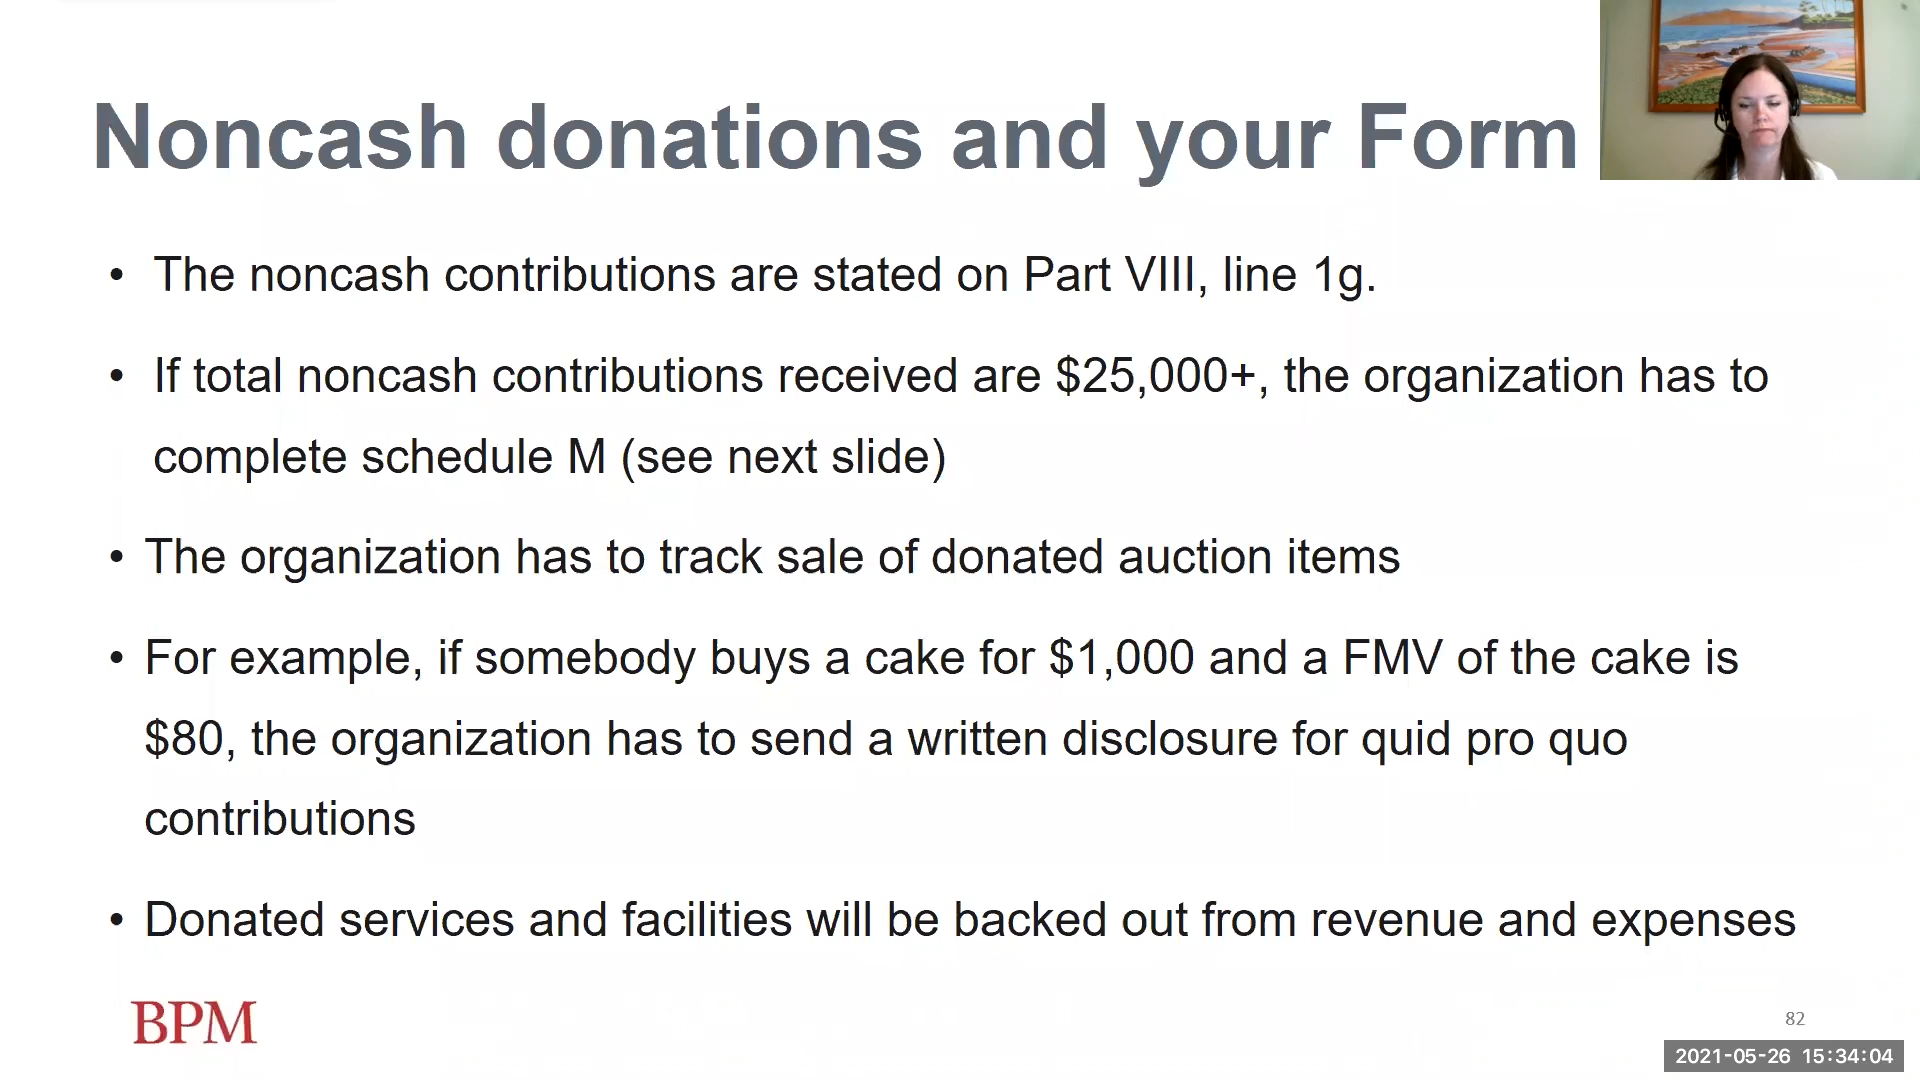 Noncash donations and your Form
• The noncash contributions are stated on Part VIII, line 1g.
• If total noncash contributions received are $25,000+, the organization has to
complete schedule M (see next slide)
• The organization has to track sale of donated auction items
• For example, if somebody buys a cake for $1,000 and a FMV of the cake is
$80, the organization has to send a written disclosure for quid pro quo
contributions
• Donated services and facilities will be backed out from revenue and expenses
BPM
82
2021-05-26 15:34:04